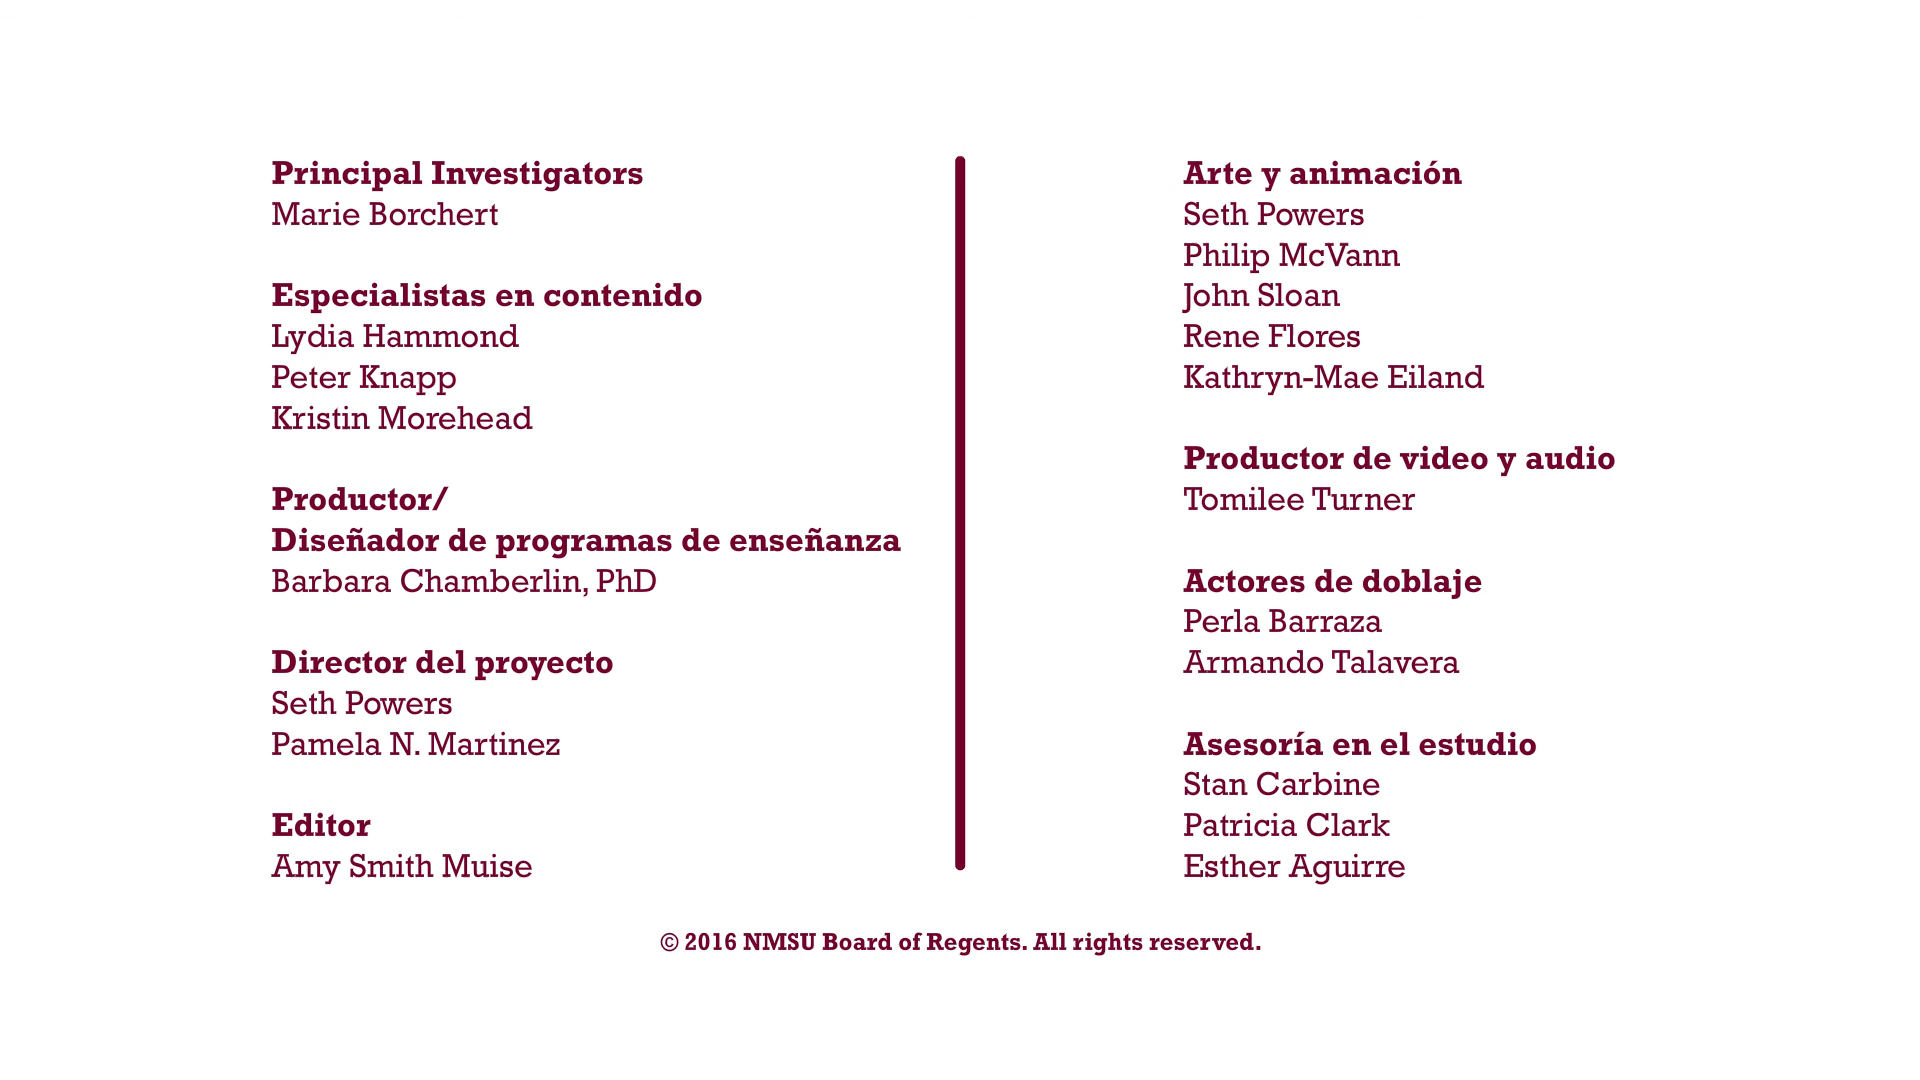 Principal Investigators
Marie Borchert
Especialistas en contenido
Lydia Hammond
Peter Knapp
Kristin Morehead
Productor/
Diseñador de programas de enseñanza
Barbara Chamberlin, PhD
Director del proyecto
Seth Powers
Pamela N. Martinez
Editor
Amy Smith Muise
Arte y animación
Seth Powers
Philip McVann
John Sloan
Rene Flores
Kathryn-Mae Eiland
Productor de video y audio
Tomilee Turner
Actores de doblaje
Perla Barraza
Armando Talavera
Asesoría en el estudio
Stan Carbine
Patricia Clark
Esther Aguirre
© 2016 NMSU Board of Regents. All rights reserved.